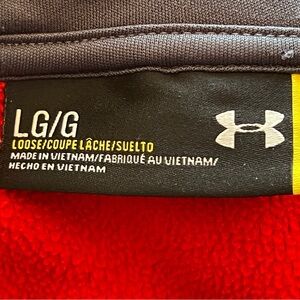 LG/G
LOOSE/COUPE LÂCHE/SUELTO
MADE IN VIETNAM/FABRIQUÉ AU VIETNAM/
HECHO EN VIETNAM